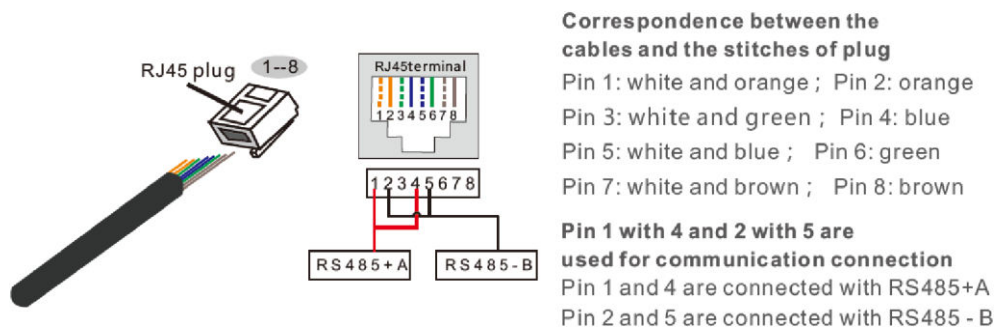 RJ45 plug
1--8
RJ45terminal
12345678
12345678
RS485+A
RS485-B
Correspondence between the
cables and the stitches of plug
Pin 1: white and orange ; Pin 2: orange
Pin 3: white and green ; Pin 4: blue
Pin 5: white and blue ; Pin 6: green
Pin 7: white and brown ; Pin 8: brown
Pin 1 with 4 and 2 with 5 are
used for communication connection
Pin 1 and 4 are connected with RS485+A
Pin 2 and 5 are connected with RS485 - B